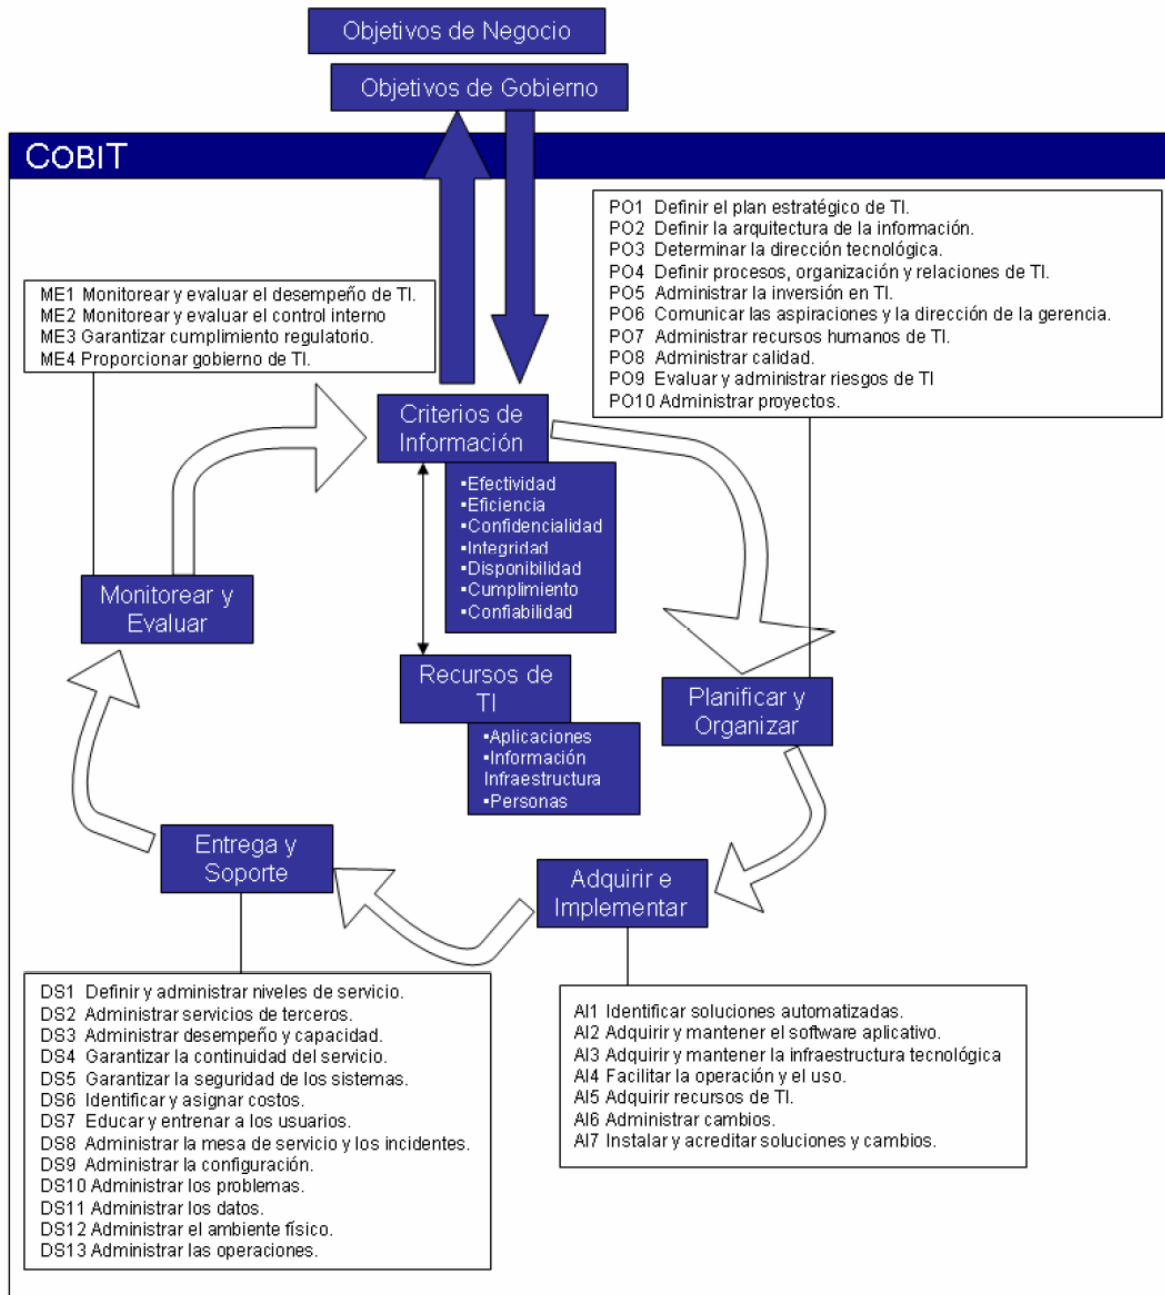 Objetivos de Negocio
Objetivos de Gobierno
COBIT
PO1 Definir el plan estratégico de TI.
PO2 Definir la arquitectura de la información.
PO3 Determinar la dirección tecnológica.
PO4 Definir procesos, organización y relaciones de TI.
PO5 Administrar la inversión en TI.
PO6 Comunicar las aspiraciones y la dirección de la gerencia.
PO7 Administrar recursos humanos de TI.
PO8 Administrar calidad.
PO9 Evaluar y administrar riesgos de TI
PO10 Administrar proyectos.
ME1 Monitorear y evaluar el desempeño de TI.
ME2 Monitorear y evaluar el control interno
ME3 Garantizar cumplimiento regulatorio.
ME4 Proporcionar gobierno de TI.
Criterios de
Información
▪Efectividad
▪Eficiencia
▪Confidencialidad
▪Integridad
▪Disponibilidad
▪Cumplimiento
▪Confiabilidad
Monitorear y
Evaluar
Recursos de
TI
▪Aplicaciones
▪Información
Infraestructura
▪Personas
Planificar y
Organizar
Entrega y
Soporte
Adquirir e
Implementar
DS1 Definir y administrar niveles de servicio.
DS2 Administrar servicios de terceros.
DS3 Administrar desempeño y capacidad.
DS4 Garantizar la continuidad del servicio.
DS5 Garantizar la seguridad de los sistemas.
DS6 Identificar y asignar costos.
DS7 Educar y entrenar a los usuarios.
DS8 Administrar la mesa de servicio y los incidentes.
DS9 Administrar la configuración.
DS10 Administrar los problemas.
DS11 Administrar los datos.
DS12 Administrar el ambiente físico.
DS13 Administrar las operaciones.
AI1 Identificar soluciones automatizadas.
AI2 Adquirir y mantener el software aplicativo.
AI3 Adquirir y mantener la infraestructura tecnológica
AI4 Facilitar la operación y el uso.
AI5 Adquirir recursos de TI.
AI6 Administrar cambios.
AI7 Instalar y acreditar soluciones y cambios.